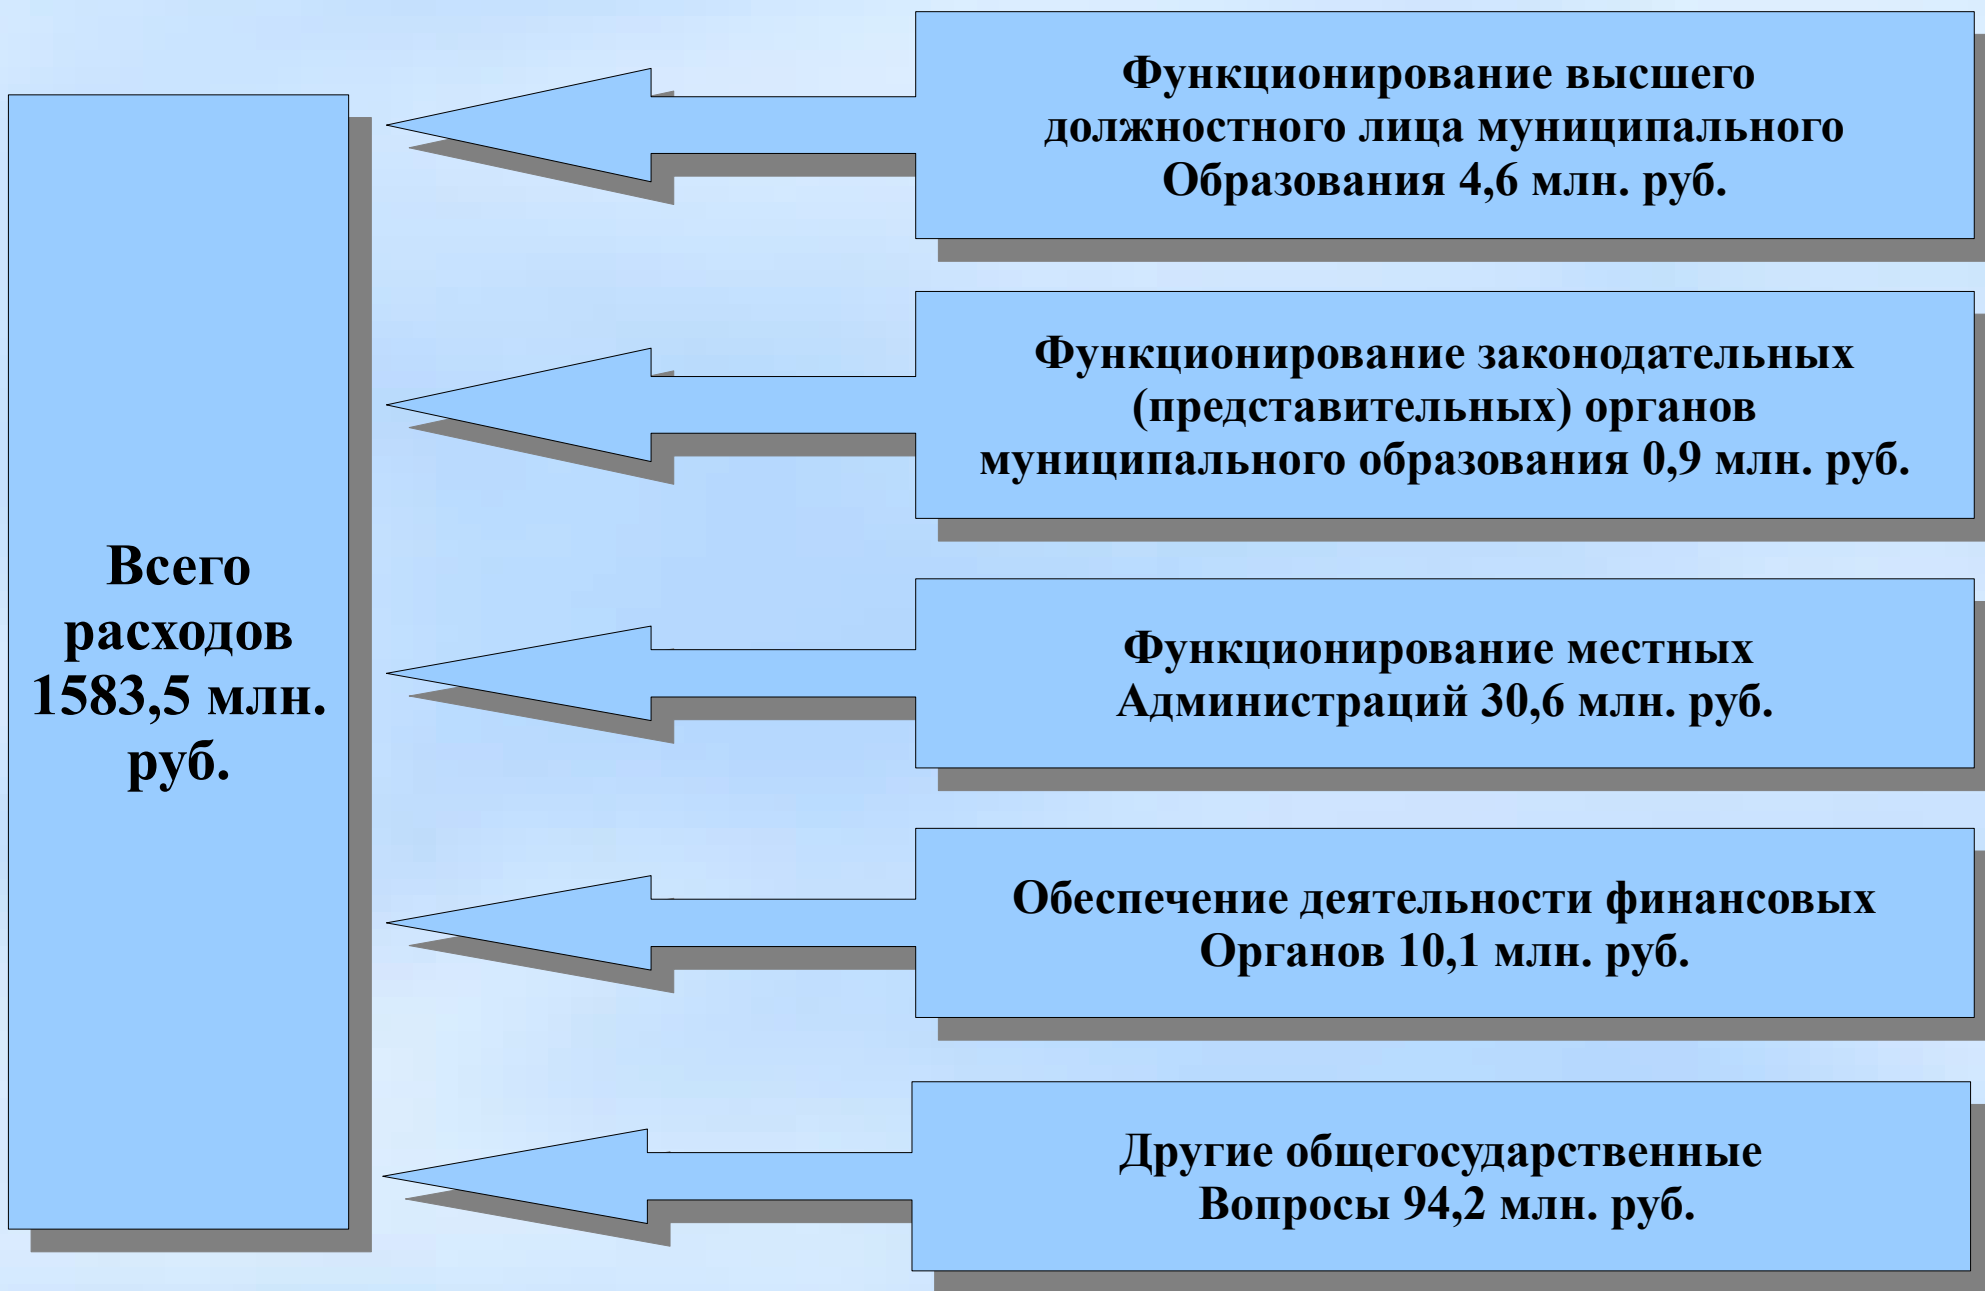 Всего
расходов
1583,5 млн.
руб.
Функционирование высшего
должностного лица муниципального
Образования 4,6 млн. руб.
Функционирование законодательных
(представительных) органов
муниципального образования 0,9 млн. руб.
Функционирование местных
Администраций 30,6 млн. руб.
Обеспечение деятельности финансовых
Органов 10,1 млн. руб.
Другие общегосударственные
Вопросы 94,2 млн. руб.